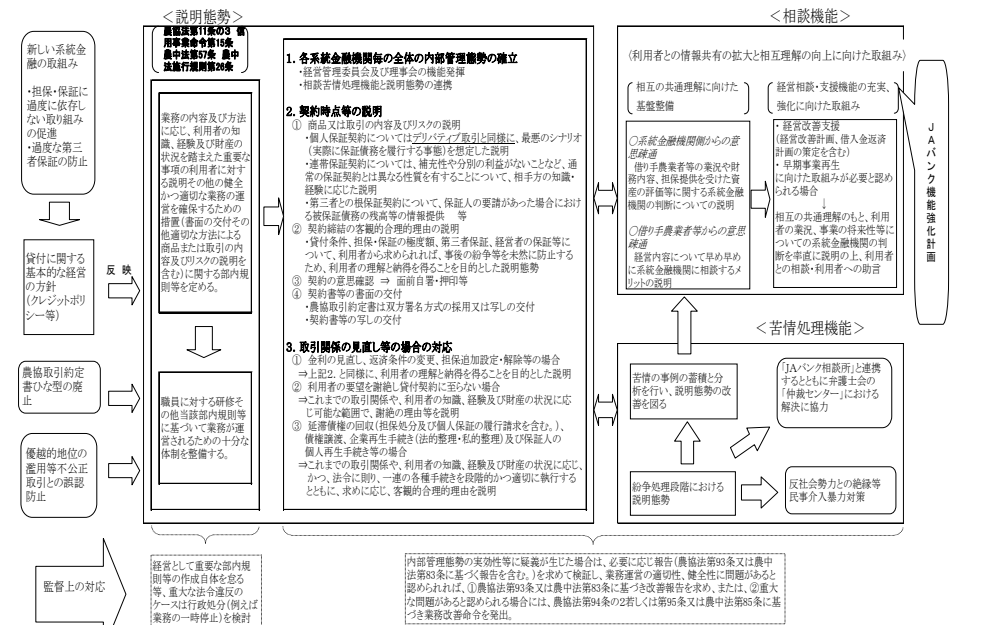 ＜説明態勢＞
農協法第11条の3 信
用事業命令第15条
農中法第57条 農中
法施行規則第26条
新しい系統金
融の取組み
・担保・保証に
過度に依存し
ない取り組み
の促進
・過度な第三
者保証の防止
貸付に関する
基本的な経営
の方針
(クレジットポリ
シー等)
反 映
農協取引約定
書ひな型の廃
止
優越的地位の
濫用等不公正
取引との誤認
防止
業務の内容及び方法
に応じ、利用者の知
識、経験及び財産の
状況を踏まえた重要な
事項の利用者に対す
る説明その他の健全
かつ適切な業務の運
営を確保するための
措置(書面の交付その
他適切な方法による
商品または取引の内
容及びリスクの説明を
含む)に関する部内規
則等を定める。
職員に対する研修そ
の他当該部内規則等
に基づいて業務が運
営されるための十分な
体制を整備する。
1. 各系統金融機関毎の全体の内部管理態勢の確立
・経営管理委員会及び理事会の機能発揮
・相談苦情処理機能と説明態勢の連携
2. 契約時点等の説明
① 商品又は取引の内容及びリスクの説明
・個人保証契約についてはデリバティブ取引と同様に、最悪のシナリオ
(実際に保証債務を履行する事態)を想定した説明
・連帯保証契約については、補充性や分別の利益がないことなど、通
常の保証契約とは異なる性質を有することについて、相手方の知識・
経験に応じた説明
・第三者との根保証契約について、保証人の要請があった場合におけ
る被保証債務の残高等の情報提供 等
② 契約締結の客観的合理的理由の説明
・貸付条件、担保・保証の極度額、第三者保証、経営者の保証等に
ついて、利用者から求められれば、事後の紛争等を未然に防止する
ため、利用者の理解と納得を得ることを目的とした説明態勢
③ 契約の意思確認 ⇒ 面前自署・押印等
④ 契約書等の書面の交付
・農協取引約定書は双方署名方式の採用又は写しの交付
・契約書等の写しの交付
3. 取引関係の見直し等の場合の対応
① 金利の見直し、返済条件の変更、担保追加設定・解除等の場合
⇒上記2. と同様に、利用者の理解と納得を得ることを目的とした説明
② 利用者の要望を謝絶し貸付契約に至らない場合
⇒これまでの取引関係や、利用者の知識、経験及び財産の状況に応
じ可能な範囲で、謝絶の理由等を説明
③ 延滞債権の回収(担保処分及び個人保証の履行請求を含む。)、
債権譲渡、企業再生手続き(法的整理・私的整理)及び保証人の
個人再生手続き等の場合
⇒これまでの取引関係や、利用者の知識、経験及び財産の状況に応じ、
かつ、法令に則り、一連の各種手続きを段階的かつ適切に執行する
とともに、求めに応じ、客観的合理的理由を説明
＜相談機能＞
〈利用者との情報共有の拡大と相互理解の向上に向けた取組み〉
相互の共通理解に向けた
基盤整備
経営相談・支援機能の充実、
強化に向けた取組み
○系統金融機関側からの意
思疎通
借り手農業者等の業況や財
務内容、担保提供を受けた資
産の評価等に関する系統金融
機関の判断についての説明
○借り手農業者等からの意思
疎通
経営内容について早め早め
に系統金融機関に相談するメ
リットの説明
・経営改善支援
(経営改善計画、借入金返済
計画の策定を含む)
・早期事業再生
に向けた取組みが必要と認め
られる場合
↓
相互の共通理解のもと、利用者
の業況、事業の将来性等に
ついての系統金融機関の判
断を率直に説明の上、利用者
との相談・利用者への助言
ＪＡバンク機能強化計画
＜苦情処理機能＞
苦情の事例の蓄積と分
析を行い、説明態勢の改
善を図る
「JAバンク相談所」と連携
するとともに弁護士会の
「仲裁センター」における
解決に協力
紛争処理段階における
説明態勢
反社会勢力との絶縁等
民事介入暴力対策
監督上の対応
経営として重要な部内規
則等の作成自体を怠る
等、重大な法令違反の
ケースは行政処分(例えば
業務の一時停止)を検討
内部管理態勢の実効性等に疑義が生じた場合は、必要に応じ報告(農協法第93条又は農中
法第83条に基づく報告を含む。)を求めて検証し、業務運営の適切性、健全性に問題があると
認められれば、①農協法第93条又は農中法第83条に基づき改善報告を求め、または、②重大
な問題があると認められる場合には、農協法第94条の2若しくは第95条又は農中法第85条に基
づき業務改善命令を発出。